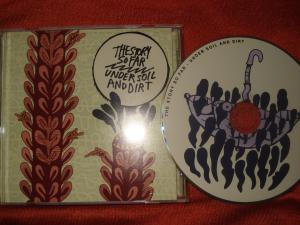 THE STORY
SO FAR
UNDER SOIL
AND DIRT
THE STORY SO FAR - UNDER SOIL AND DIRT